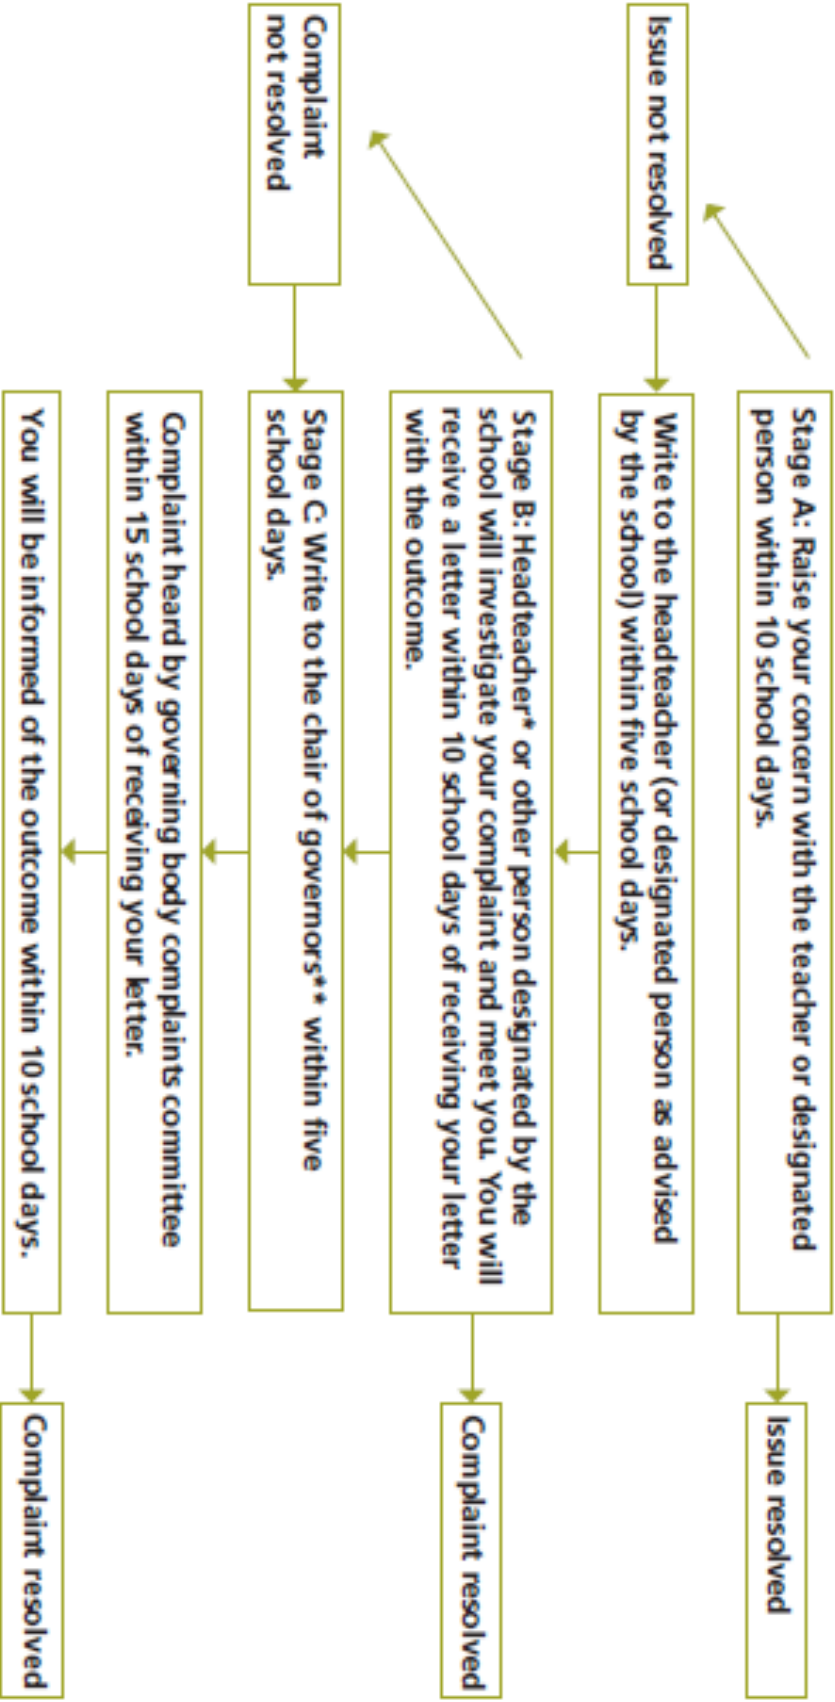 Stage A: Raise your concern with the teacher or designated
person within 10 school days.
Issue resolved
Issue not resolved
Write to the headteacher (or designated person as advised
by the school) within five school days.
Stage B: Headteacher* or other person designated by the
school will investigate your complaint and meet you. You will
receive a letter within 10 school days of receiving your letter
with the outcome.
Complaint resolved
Complaint
not resolved
Stage C: Write to the chair of governors** within five
school days.
Complaint heard by governing body complaints committee
within 15 school days of receiving your letter.
You will be informed of the outcome within 10 school days.
Complaint resolved